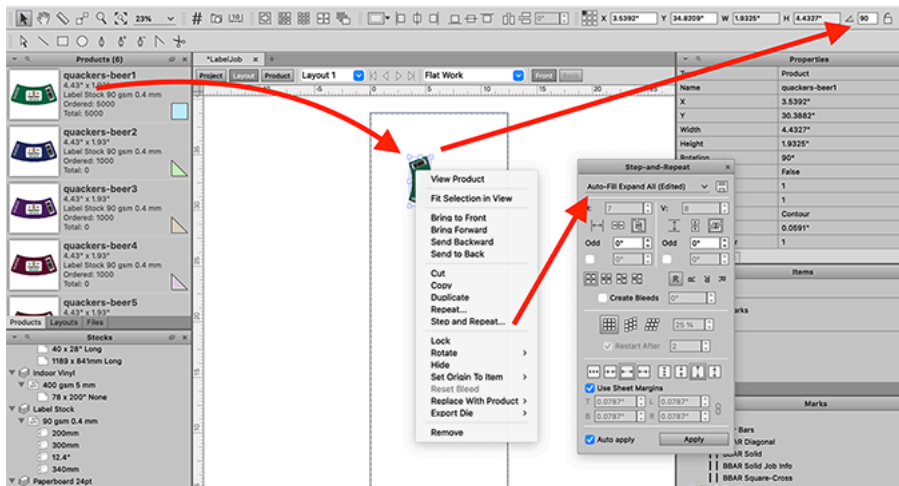 23%
X 3.5392" Y 34.8209" W 1.9325" H 4.4327" 90
Products (6)
quackers-beer1
Label Stock 90 gsm 0.4 mm
Ordered: 5000
Total: 5000
quackers-beer2
4.43" x 1.93"
Label Stock 90 gsm 0.4 mm
Ordered: 1000
Total: 0
quackers-beer3
4.43" x 1.93"
Label Stock 90 gsm 0.4 mm
Ordered: 1000
Total: 0
quackers-beer4
4.43" x 1.93"
Label Stock 90 gsm 0.4 mm
Ordered: 1000
Total: 0
quackers-beer5
4.43" x 1.93"
Products Layouts Files
Stocks
40 x 28" Long
1189 x 841mm Long
Indoor Vinyl
400 gsm 5 mm
78 x 200" None
Label Stock
90 gsm 0.4 mm
200mm
300mm
12.4"
340mm
Paperboard 24pt
*LabelJob x
Project Layout Product Layout 1 Flat Work Front Back
View Product
Fit Selection in View
Bring to Front
Bring Forward
Send Backward
Send to Back
Cut
Copy
Duplicate
Repeat...
Step and Repeat...
Lock
Rotate
Hide
Set Origin To Item
Reset Bleed
Replace With Product
Export Die
Remove
Step-and-Repeat
Auto-Fill Expand All (Edited)
7 V: 8
Odd 0° Odd 0°
0° 0°
Create Bleeds 0"
25 %
Restart After 2
Use Sheet Margins
T 0.0787" L 0.0787"
B 0.0787" R 0.0787"
Auto apply Apply
Properties
Product
Name quackers-beer1
X 3.5392"
Y 30.3882"
Width 4.4327"
Height 1.9325"
90°
False
1
1
Contour
0.0591"
1
Items
Marks
BBAR Diagonal
BBAR Solid
BBAR Solid Job Info
BBAR Square-Cross